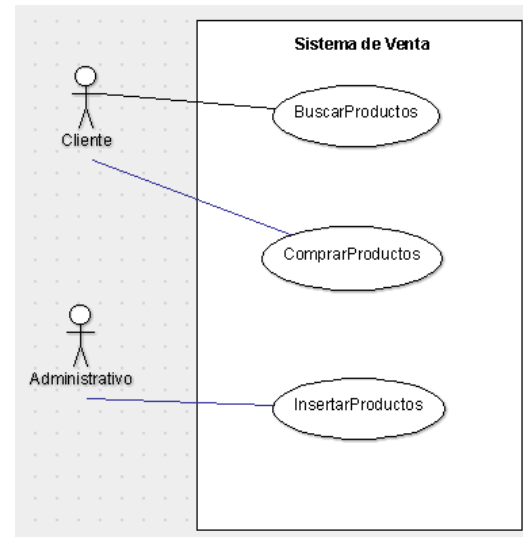 Sistema de Venta
BuscarProductos
Cliente
ComprarProductos
Administrativo
InsertarProductos